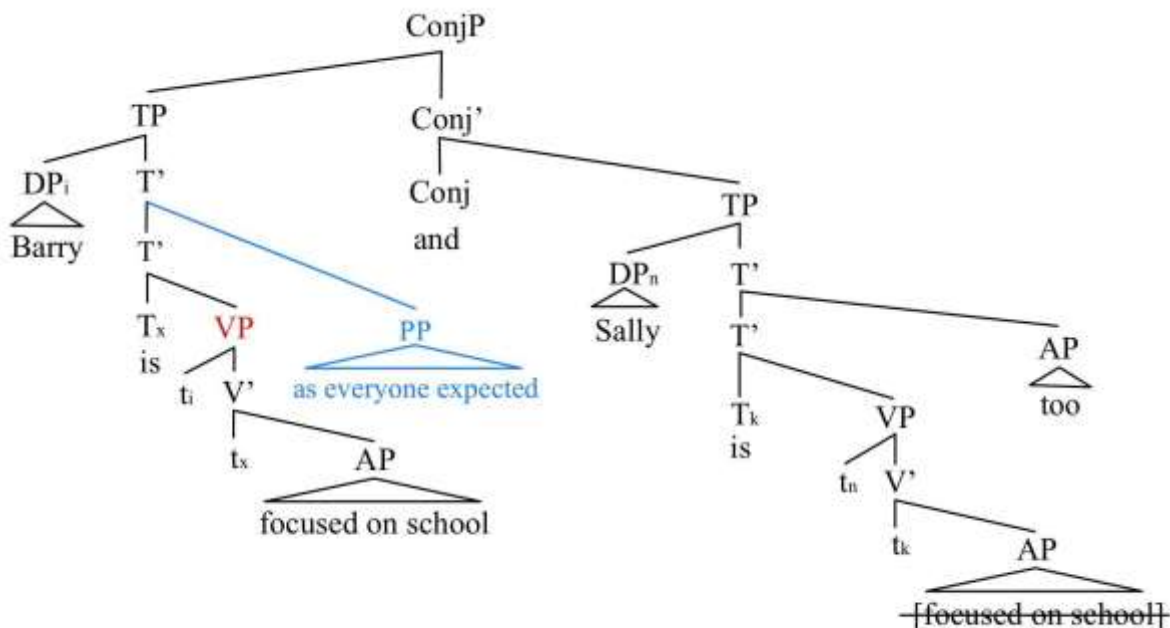 ConjP
TP Conj’
DPi T’ Conj TP
Barry and
T’ DPn T’
Sally
Tx VP PP T’ AP
is as everyone expected too
ti V’ Tk VP
is
tx AP tn V’
focused on school
tk AP
[focused on school]